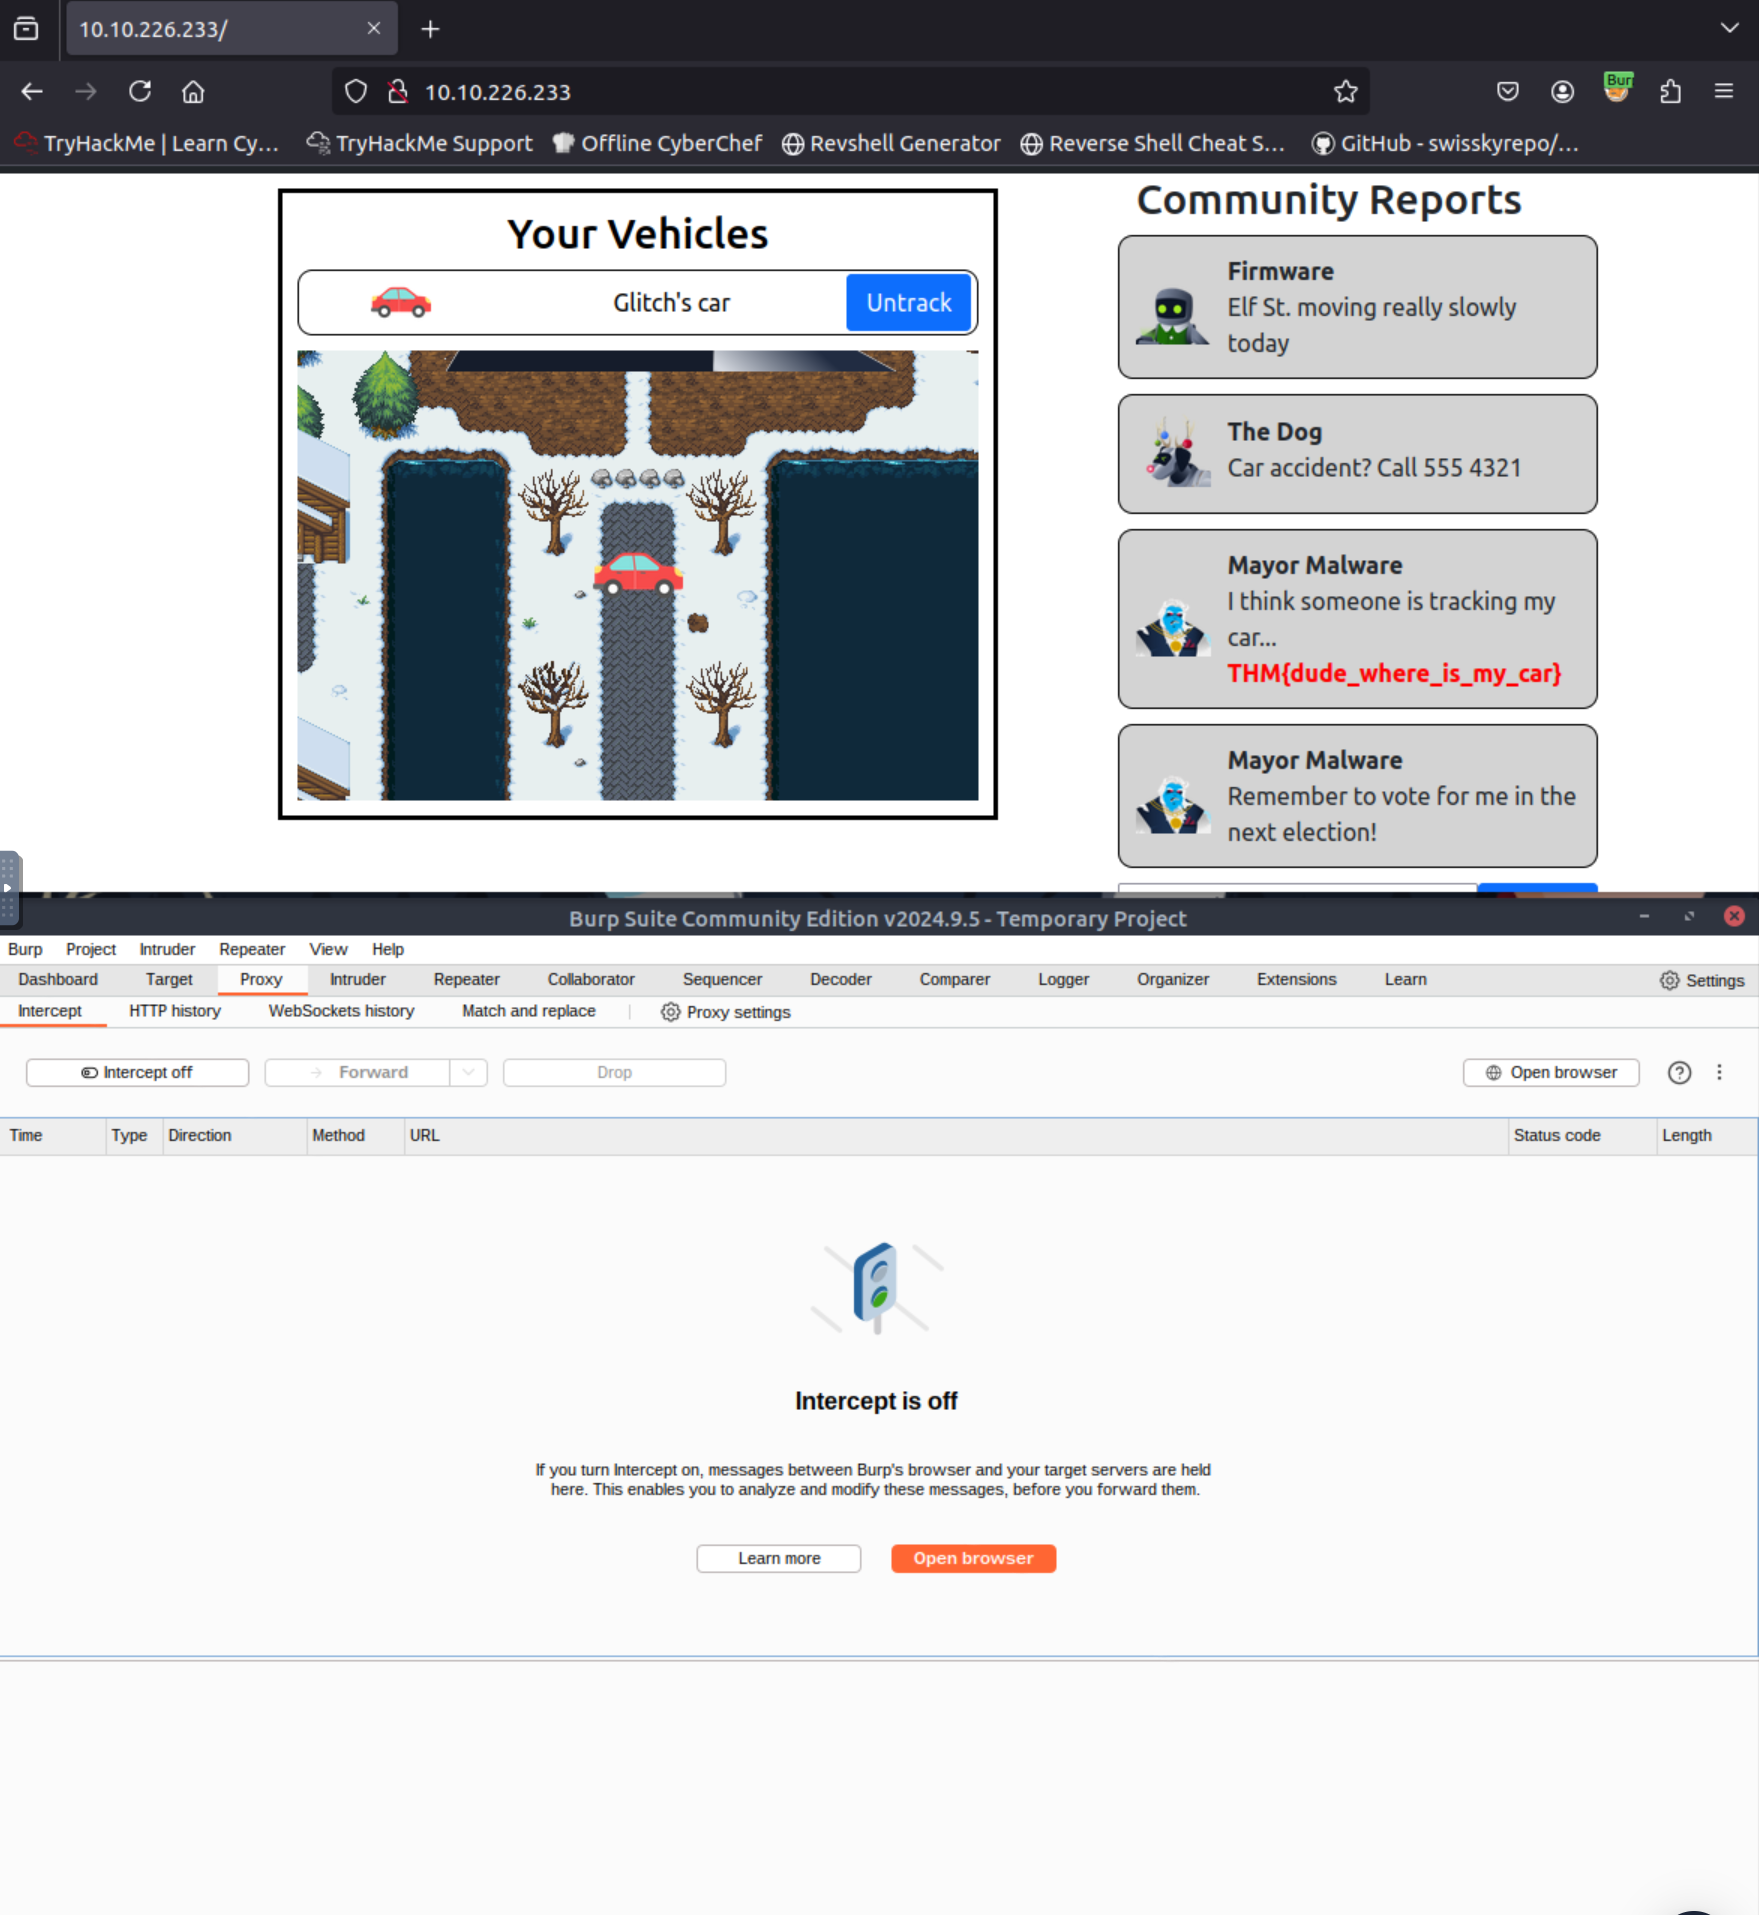 10.10.226.233/
10.10.226.233
Burp
TryHackMe | Learn Cy...
TryHackMe Support
Offline CyberChef
Revshell Generator
Reverse Shell Cheat S...
GitHub - swisskyrepo/...
Your Vehicles
Glitch's car
Untrack
Community Reports
Firmware
Elf St. moving really slowly
today
The Dog
Car accident? Call 555 4321
Mayor Malware
I think someone is tracking my
car...
THM{dude_where_is_my_car}
Mayor Malware
Remember to vote for me in the
next election!
Burp Suite Community Edition v2024.9.5 - Temporary Project
Burp Project Intruder Repeater View Help
Dashboard Target Proxy Intruder Repeater Collaborator Sequencer Decoder Comparer Logger Organizer Extensions Learn Settings
Intercept HTTP history WebSockets history Match and replace Proxy settings
Intercept off Forward Drop Open browser
Time Type Direction Method URL Status code Length
Intercept is off
If you turn Intercept on, messages between Burp's browser and your target servers are held
here. This enables you to analyze and modify these messages, before you forward them.
Learn more Open browser